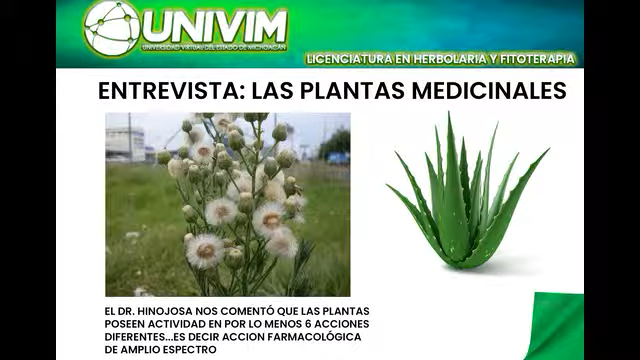 UNIVIM
UNIVERSIDAD VIRTUAL DEL ESTADO DE MICHOACÁN
LICENCIATURA EN HERBOLARIA Y FITOTERAPIA
ENTREVISTA: LAS PLANTAS MEDICINALES
EL DR. HINOJOSA NOS COMENTÓ QUE LAS PLANTAS
POSEEN ACTIVIDAD EN POR LO MENOS 6 ACCIONES
DIFERENTES...ES DECIR ACCION FARMACOLÓGICA
DE AMPLIO ESPECTRO